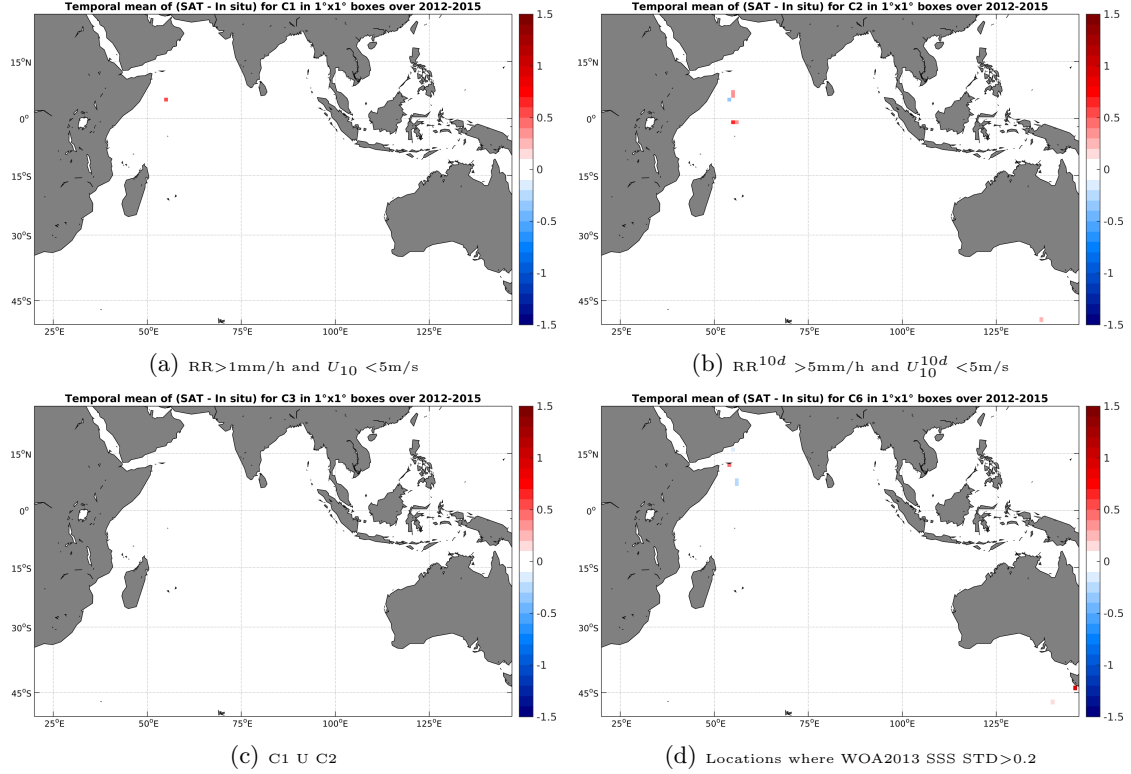 Temporal mean of (SAT - In situ) for C1 in 1°x1° boxes over 2012-2015
15°N
0°
15°S
30°S
45°S
25°E
50°E
75°E
100°E
125°E
1.5
1
0.5
0
-0.5
-1
-1.5
(a) RR>1mm/h and U10 <5m/s
Temporal mean of (SAT - In situ) for C2 in 1°x1° boxes over 2012-2015
15°N
0°
15°S
30°S
45°S
25°E
50°E
75°E
100°E
125°E
1.5
1
0.5
0
-0.5
-1
-1.5
(b) RR^10d >5mm/h and U10^10d <5m/s
Temporal mean of (SAT - In situ) for C3 in 1°x1° boxes over 2012-2015
15°N
0°
15°S
30°S
45°S
25°E
50°E
75°E
100°E
125°E
1.5
1
0.5
0
-0.5
-1
-1.5
(c) C1 U C2
Temporal mean of (SAT - In situ) for C6 in 1°x1° boxes over 2012-2015
15°N
0°
15°S
30°S
45°S
25°E
50°E
75°E
100°E
125°E
1.5
1
0.5
0
-0.5
-1
-1.5
(d) Locations where WOA2013 SSS STD>0.2